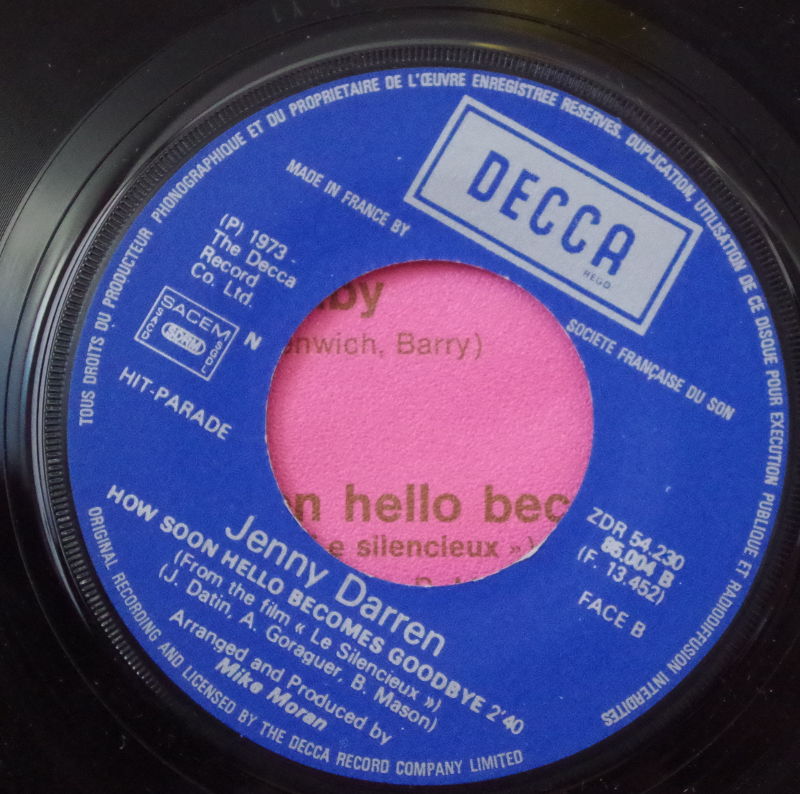 TOUS DROITS DU PRODUCTEUR PHONOGRAPHIQUE ET DU PROPRIETAIRE DE L'ŒUVRE ENREGISTREE RESERVES. DUPLICATION, UTILISATION DE CE DISQUE POUR EXECUTION PUBLIQUE ET RADIODIFFUSION INTERDITES
DECCA
REGD
MADE IN FRANCE BY
SOCIETE FRANÇAISE DU SON
(P) 1973 -
The Decca
Record
Co. Ltd.
SACEM
SACD
SDRM
SGDL
N
HIT-PARADE
by
nwich, Barry)
n hello bec
e silencieux »)
ZDR 54.230
85.004 B
(F. 13.452)
FACE B
Jenny Darren
HOW SOON HELLO BECOMES GOODBYE 2'40
(From the film « Le Silencieux »)
(J. Datin, A. Goraguer, B. Mason)
Arranged and Produced by
Mike Moran
ORIGINAL RECORDING AND LICENSED BY THE DECCA RECORD COMPANY LIMITED